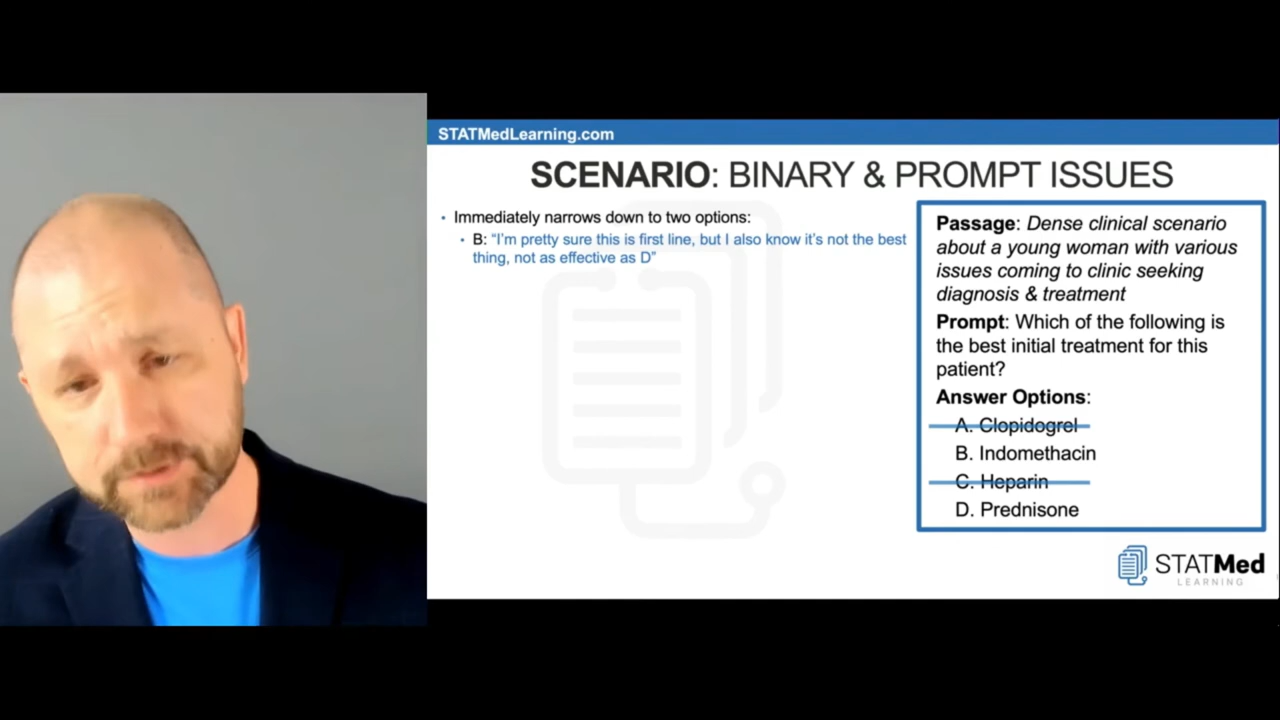 STATMedLearning.com
SCENARIO: BINARY & PROMPT ISSUES
• Immediately narrows down to two options:
• B: “I’m pretty sure this is first line, but I also know it’s not the best
thing, not as effective as D”
Passage: Dense clinical scenario
about a young woman with various
issues coming to clinic seeking
diagnosis & treatment
Prompt: Which of the following is
the best initial treatment for this
patient?
Answer Options:
A. Clopidogrel
B. Indomethacin
C. Heparin
D. Prednisone
STATMed
LEARNING